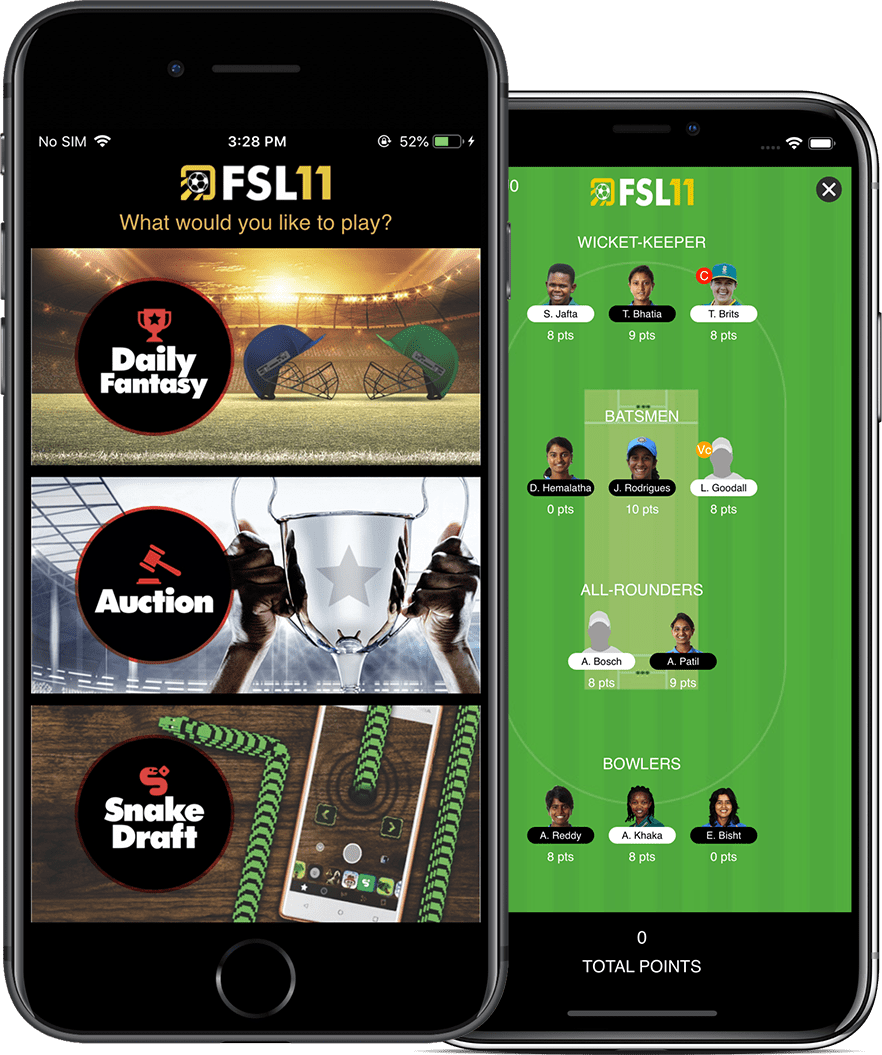 No SIM
3:28 PM
52%
FSL11
What would you like to play?
Daily
Fantasy
Auction
Snake
Draft
0
FSL11
WICKET-KEEPER
C
S. Jafta
T. Bhatia
T. Brits
8 pts
9 pts
8 pts
BATSMEN
Vc
D. Hemalatha
J. Rodrigues
L. Goodall
0 pts
10 pts
8 pts
ALL-ROUNDERS
A. Bosch
A. Patil
8 pts
9 pts
BOWLERS
A. Reddy
A. Khaka
E. Bisht
8 pts
8 pts
0 pts
0
TOTAL POINTS